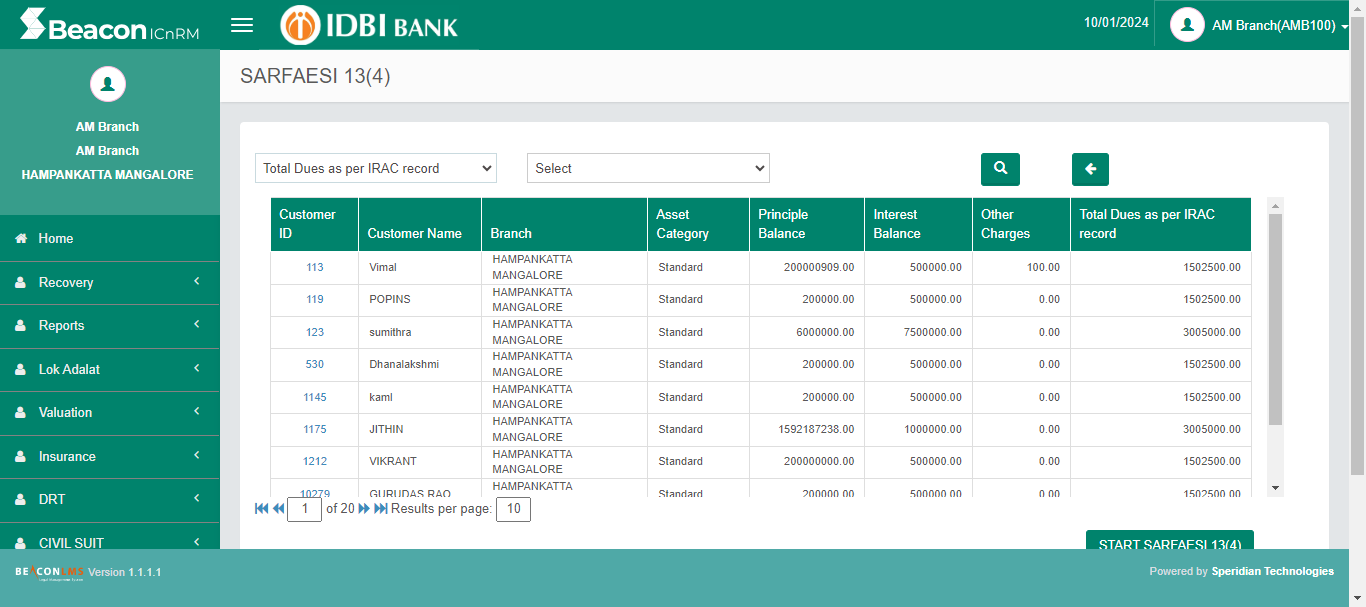 Beacon ICnRM
IDBI BANK
10/01/2024
AM Branch(AMB100)
AM Branch
AM Branch
HAMPANKATTA MANGALORE
Home
Recovery
Reports
Lok Adalat
Valuation
Insurance
DRT
CIVIL SUIT
SARFAESI 13(4)
Total Dues as per IRAC record
Select
Customer ID Customer Name Branch Asset Category Principle Balance Interest Balance Other Charges Total Dues as per IRAC record
113 Vimal HAMPANKATTA MANGALORE Standard 200000909.00 500000.00 100.00 1502500.00
119 POPINS HAMPANKATTA MANGALORE Standard 200000.00 500000.00 0.00 1502500.00
123 sumithra HAMPANKATTA MANGALORE Standard 6000000.00 7500000.00 0.00 3005000.00
530 Dhanalakshmi HAMPANKATTA MANGALORE Standard 200000.00 500000.00 0.00 1502500.00
1145 kaml HAMPANKATTA MANGALORE Standard 200000.00 500000.00 0.00 1502500.00
1175 JITHIN HAMPANKATTA MANGALORE Standard 1592187238.00 1000000.00 0.00 3005000.00
1212 VIKRANT HAMPANKATTA MANGALORE Standard 200000000.00 500000.00 0.00 1502500.00
10279 GURUDAS RAO HAMPANKATTA Standard 200000.00 500000.00 0.00 1502500.00
1 of 20 Results per page: 10
START SARFAESI 13(4)
BEACONLMS Version 1.1.1.1
Powered by Speridian Technologies